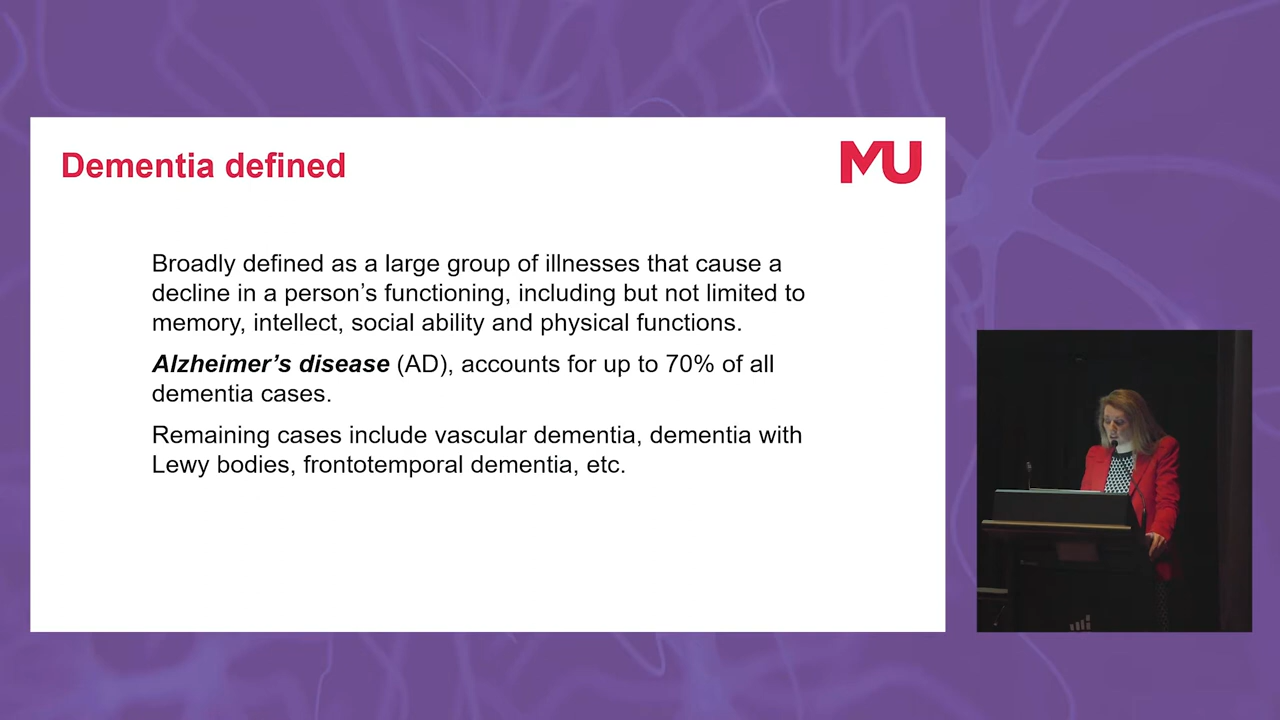 Dementia defined
MU
Broadly defined as a large group of illnesses that cause a
decline in a person’s functioning, including but not limited to
memory, intellect, social ability and physical functions.
Alzheimer’s disease (AD), accounts for up to 70% of all
dementia cases.
Remaining cases include vascular dementia, dementia with
Lewy bodies, frontotemporal dementia, etc.